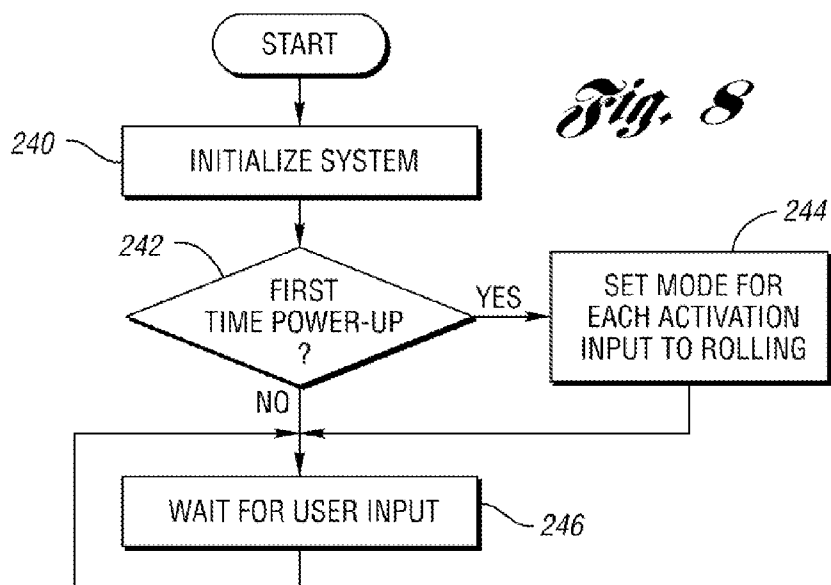 START
Fig. 8
240
INITIALIZE SYSTEM
242
244
FIRST
TIME POWER-UP
?
YES
SET MODE FOR
EACH ACTIVATION
INPUT TO ROLLING
NO
WAIT FOR USER INPUT
246